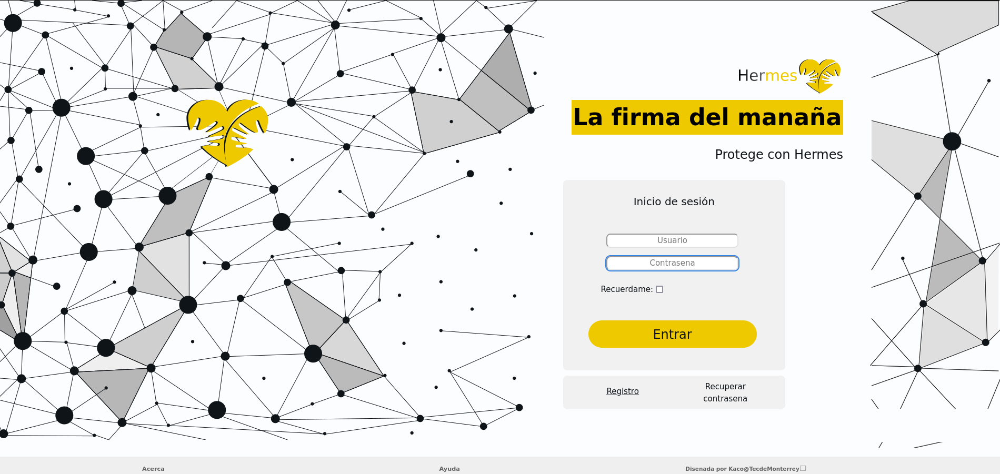 Hermes
La firma del manaña
Protege con Hermes
Inicio de sesión
Usuario
Contrasena
Recuerdame:
Entrar
Registro
Recuperar
contrasena
Acerca
Ayuda
Disenada por Kaco@TecdeMonterrey